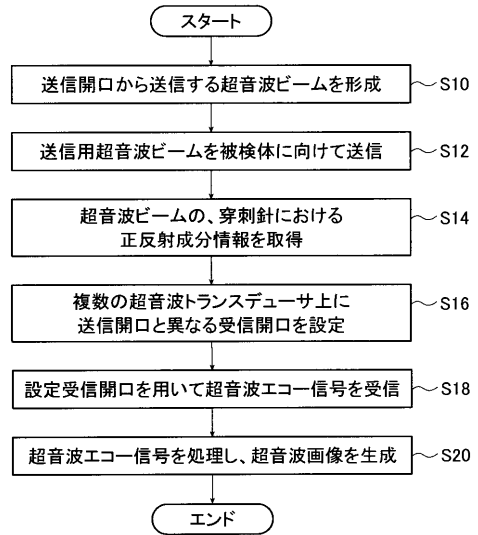 スタート
送信開口から送信する超音波ビームを形成
S10
送信用超音波ビームを被検体に向けて送信
S12
超音波ビームの、穿刺針における
正反射成分情報を取得
S14
複数の超音波トランスデューサ上に
送信開口と異なる受信開口を設定
S16
設定受信開口を用いて超音波エコー信号を受信
S18
超音波エコー信号を処理し、超音波画像を生成
S20
エンド